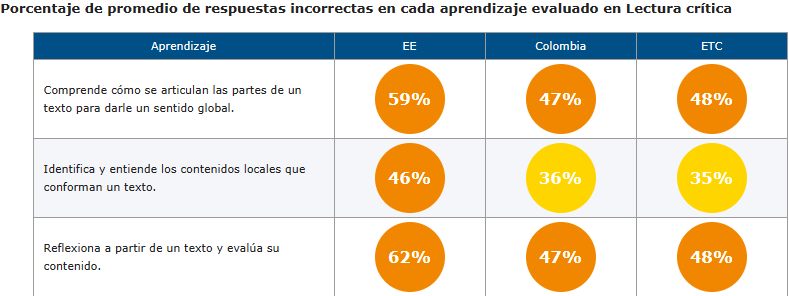 Porcentaje de promedio de respuestas incorrectas en cada aprendizaje evaluado en Lectura crítica
Aprendizaje EE Colombia ETC
Comprende cómo se articulan las partes de un
texto para darle un sentido global.
59% 47% 48%
Identifica y entiende los contenidos locales que
conforman un texto.
46% 36% 35%
Reflexiona a partir de un texto y evalúa su
contenido.
62% 47% 48%